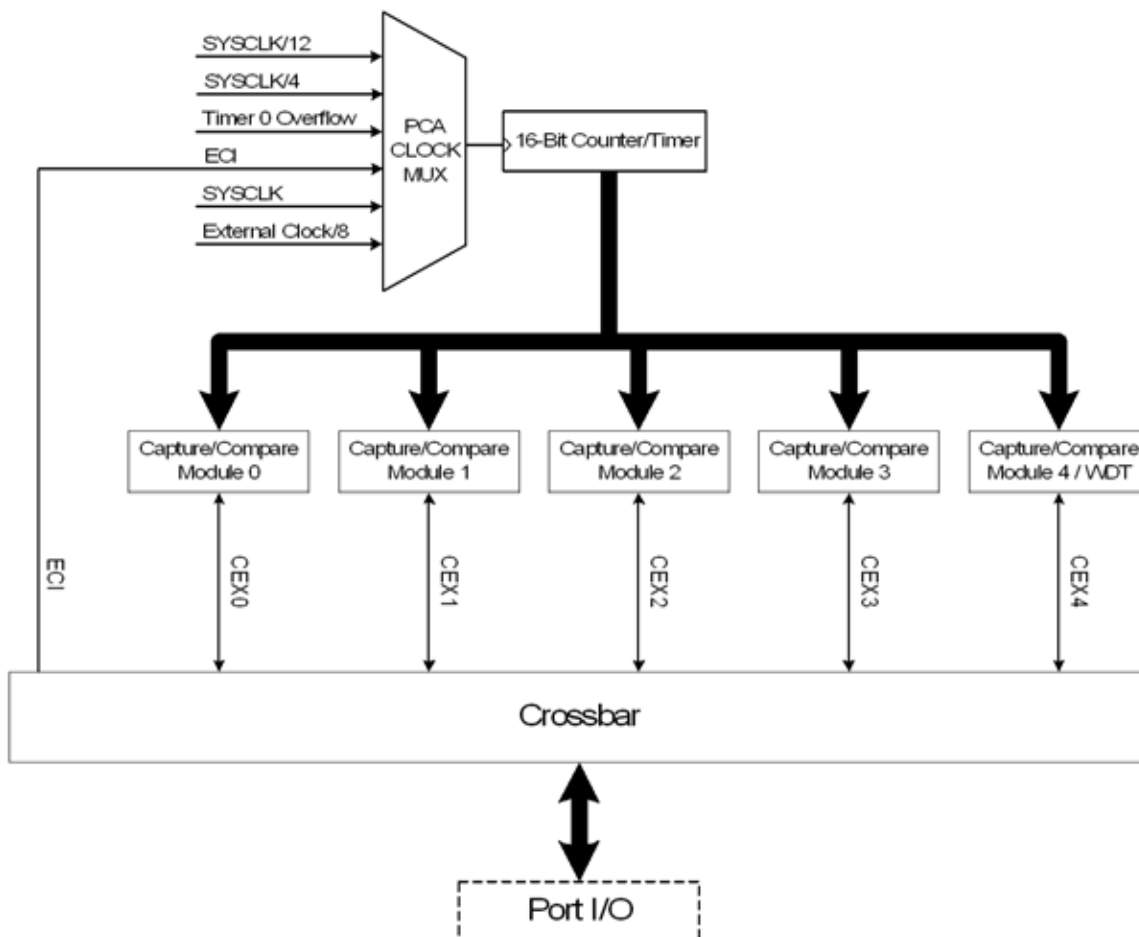 SYSCLK/12
SYSCLK/4
Timer 0 Overflow
ECI
SYSCLK
External Clock/8
PCA
CLOCK
MUX
16-Bit Counter/Timer
Capture/Compare
Module 0
Capture/Compare
Module 1
Capture/Compare
Module 2
Capture/Compare
Module 3
Capture/Compare
Module 4 / WDT
ECI
CEX0
CEX1
CEX2
CEX3
CEX4
Crossbar
Port I/O